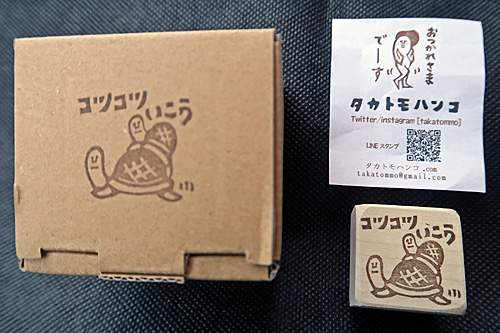 コツコツ
いこう
おつかれさま
でーす
タカトモハンコ
Twitter/instagram [takatommo]
LINEスタンプ
タカトモハンコ.com
takatommo@gmail.com
コツコツ
いこう